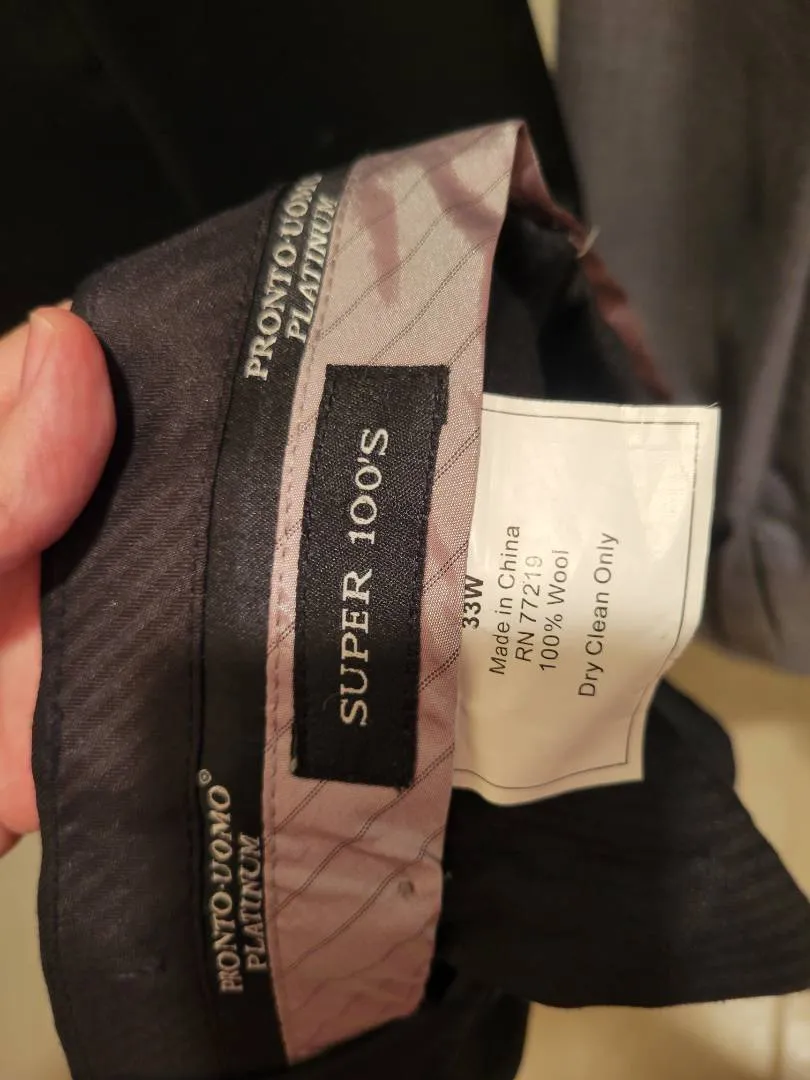 PRONTO·UOMO
PLATINUM
PRONTO·UOMO®
PLATINUM
SUPER 100'S
33W
Made in China
RN 77219
100% Wool
Dry Clean Only